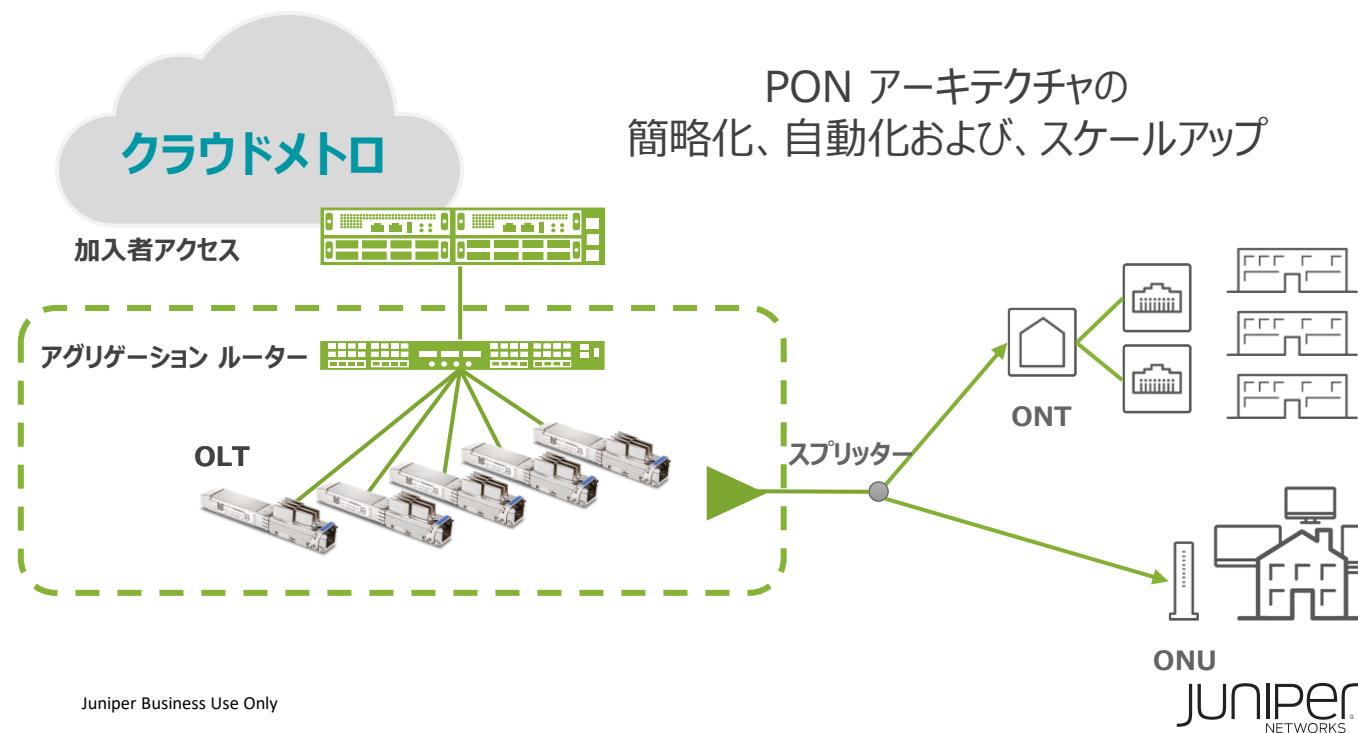 PON アーキテクチャの
簡略化、自動化および、スケールアップ
クラウドメトロ
加入者アクセス
アグリゲーション ルーター
OLT
スプリッター
ONT
ONU
Juniper Business Use Only
JUNIPER
NETWORKS